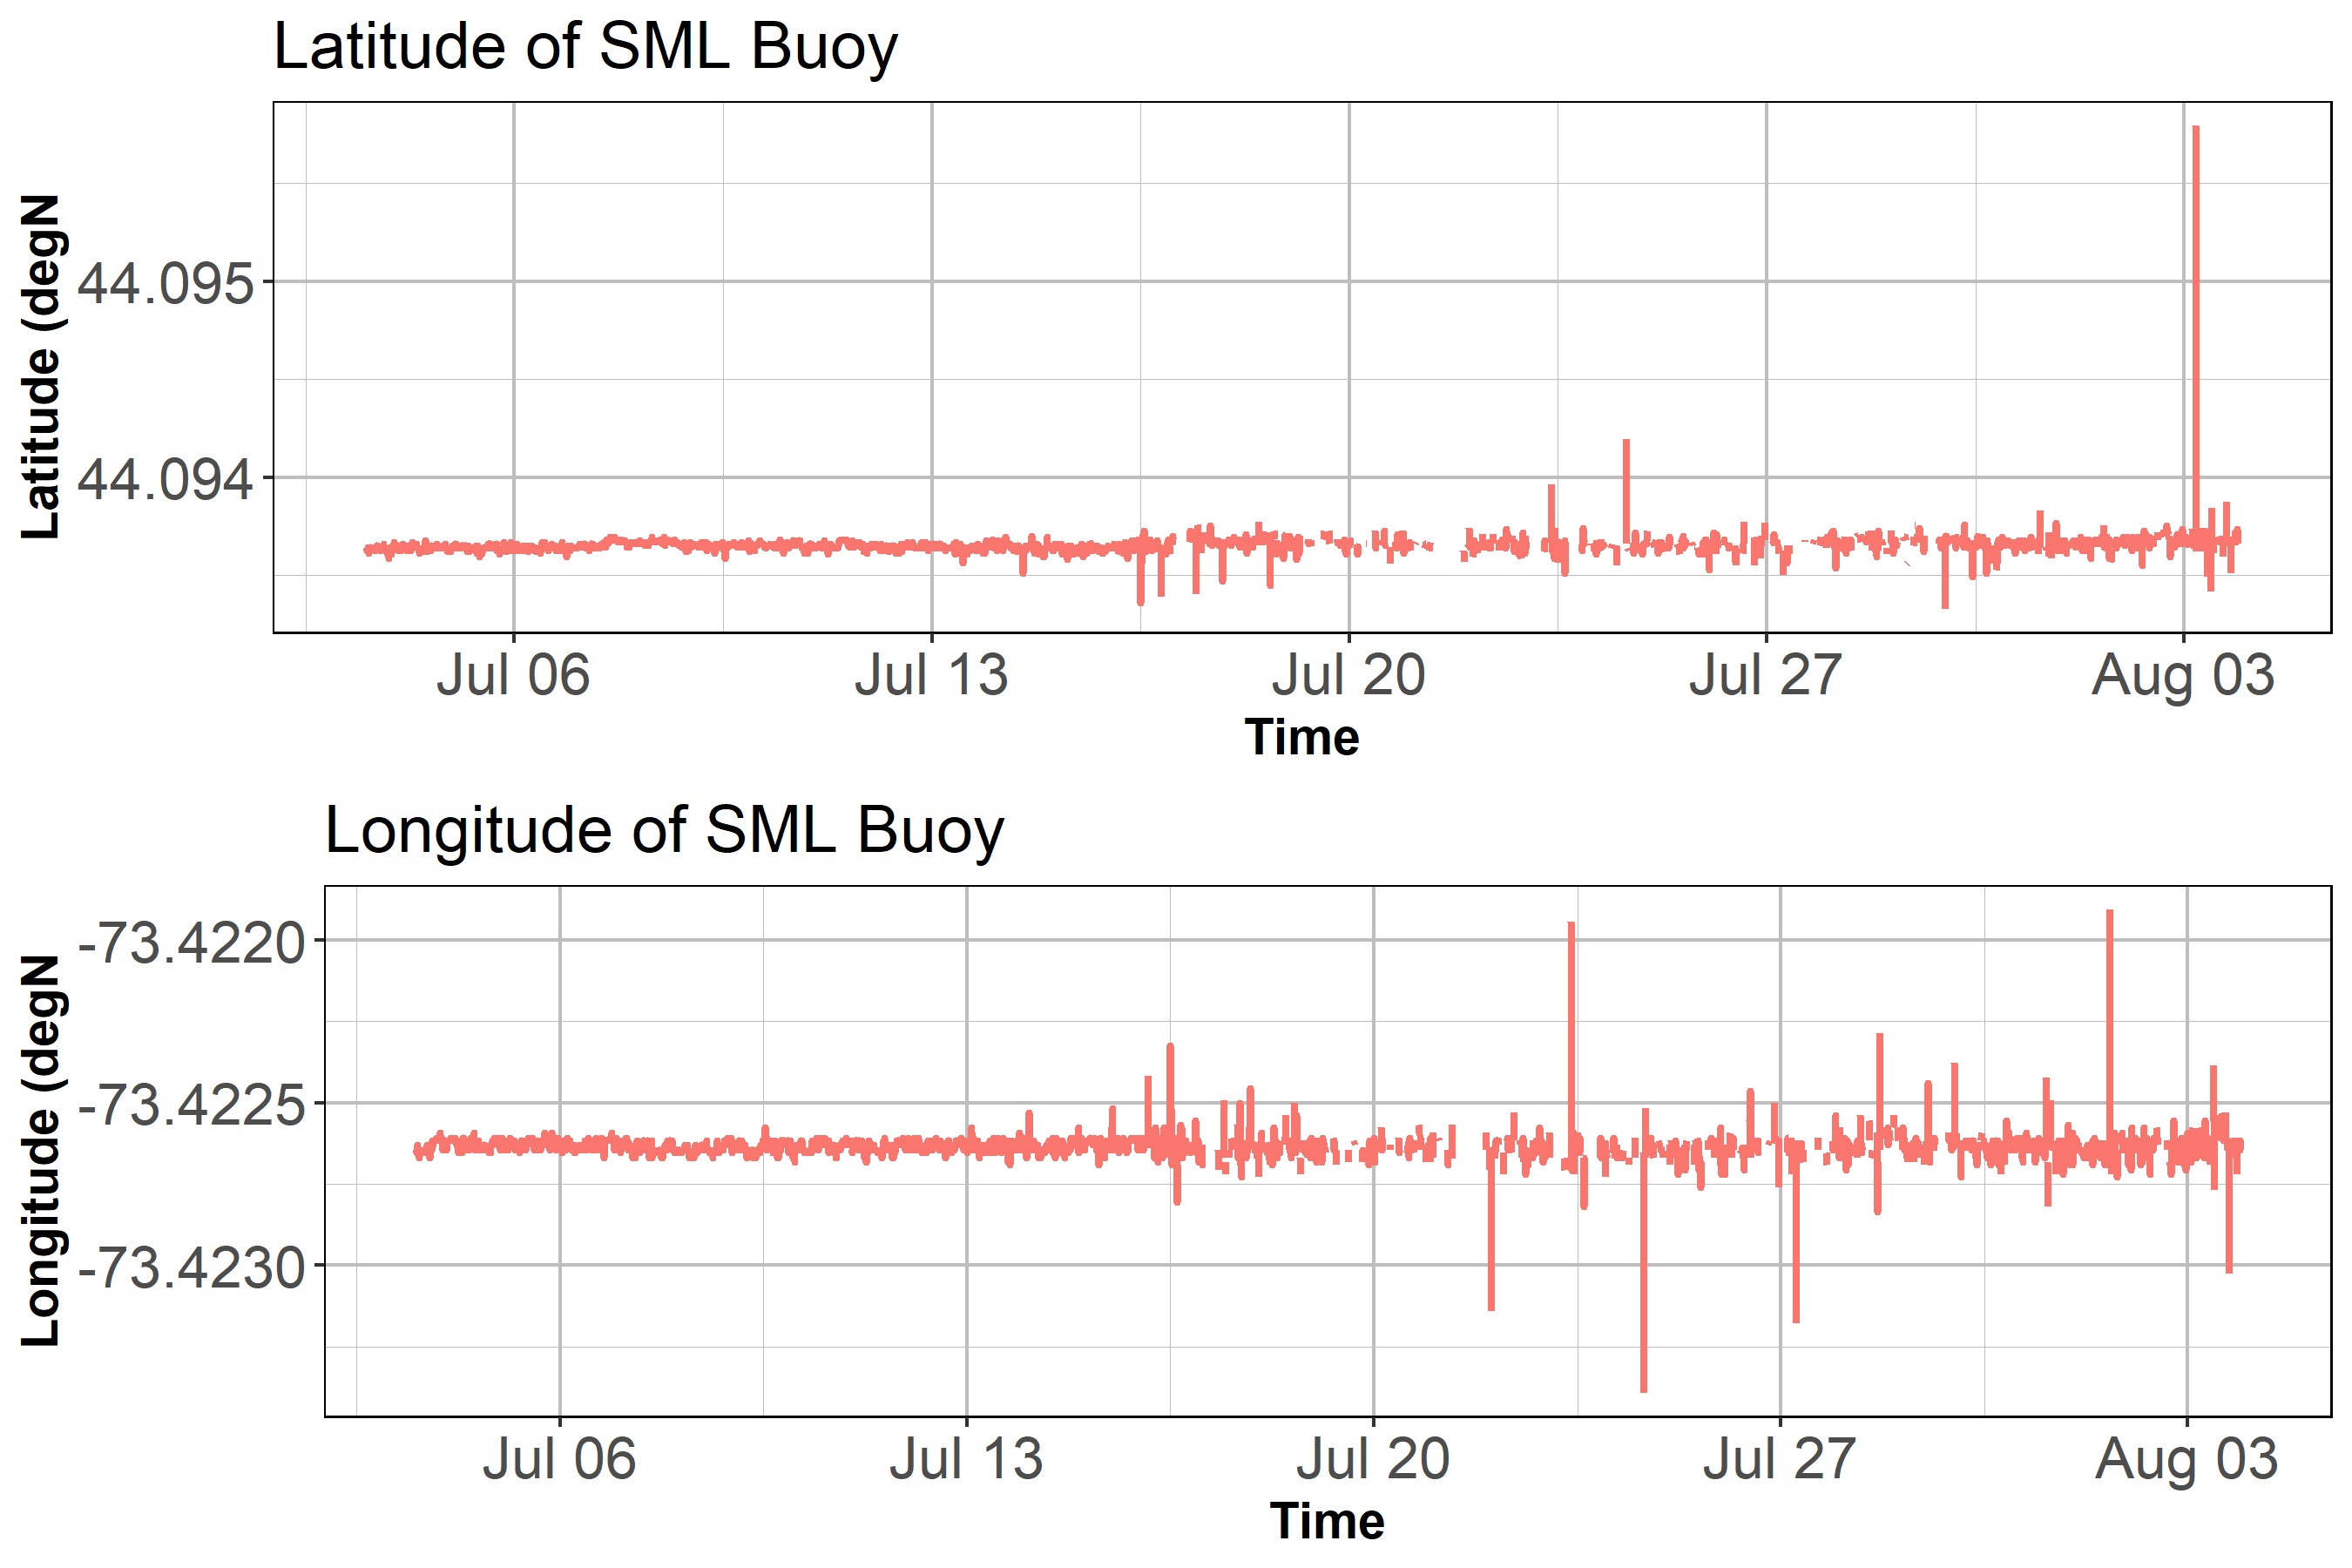 Latitude of SML Buoy
Latitude (degN
44.095
44.094
Jul 06 Jul 13 Jul 20 Jul 27 Aug 03
Time
Longitude of SML Buoy
Longitude (degN
-73.4220
-73.4225
-73.4230
Jul 06 Jul 13 Jul 20 Jul 27 Aug 03
Time